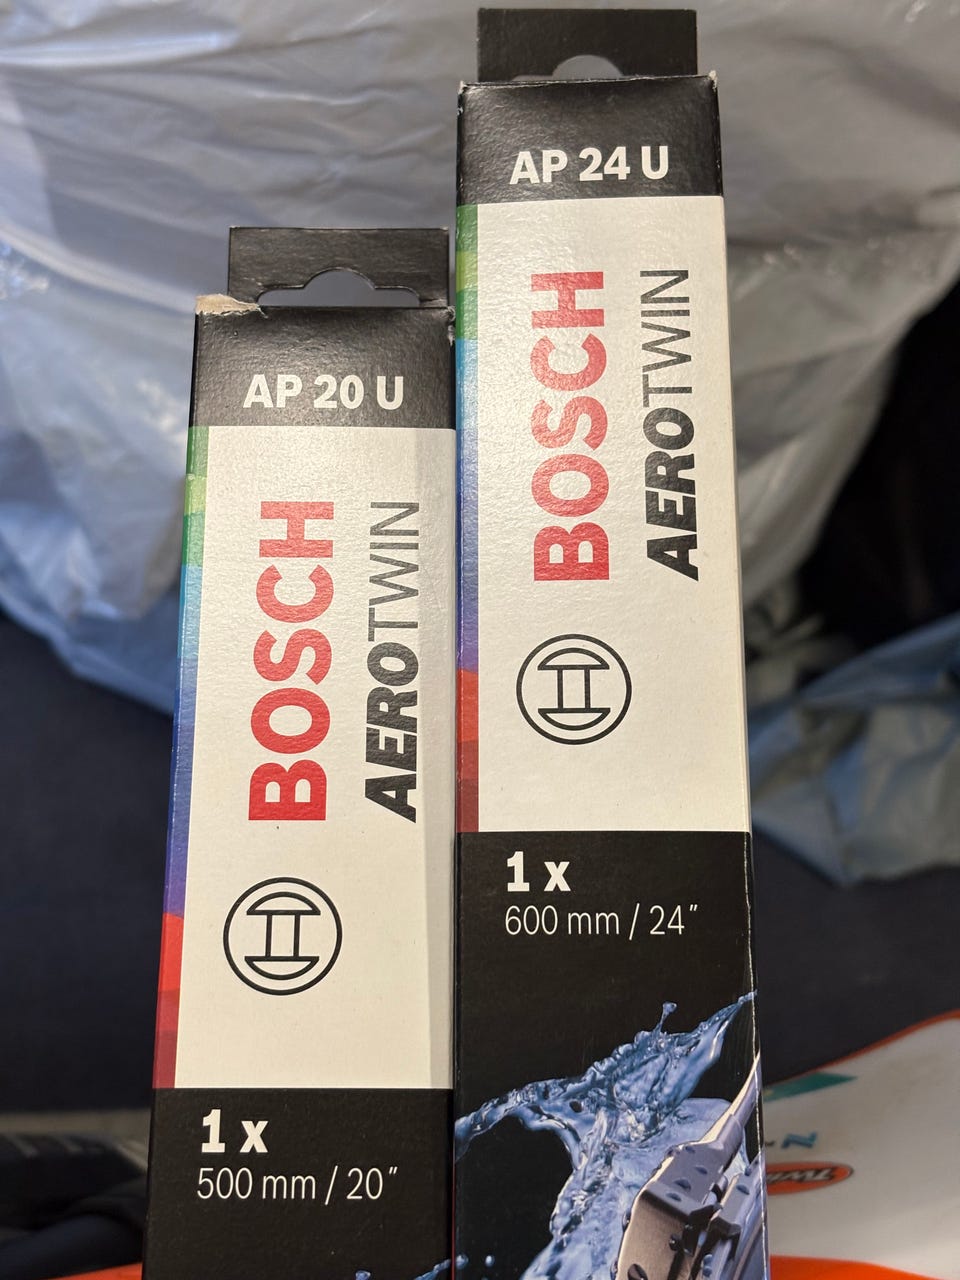 AP 20 U
BOSCH
AEROTWIN
1 x
500 mm / 20"
AP 24 U
BOSCH
AEROTWIN
1 x
600 mm / 24"